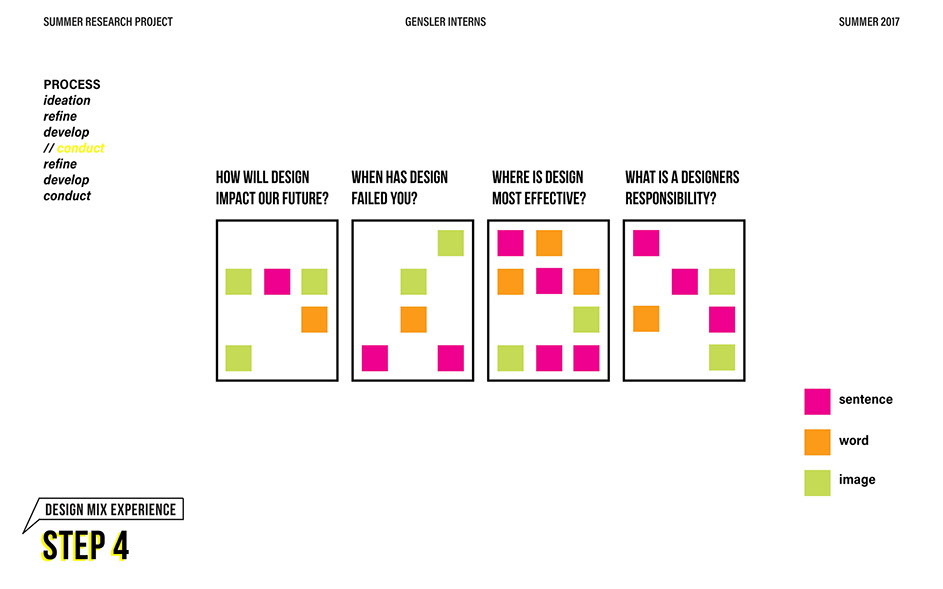 SUMMER RESEARCH PROJECT
GENSLER INTERNS
SUMMER 2017
PROCESS
ideation
refine
develop
// conduct
refine
develop
conduct
HOW WILL DESIGN
IMPACT OUR FUTURE?
WHEN HAS DESIGN
FAILED YOU?
WHERE IS DESIGN
MOST EFFECTIVE?
WHAT IS A DESIGNERS
RESPONSIBILITY?
sentence
word
image
DESIGN MIX EXPERIENCE
STEP 4